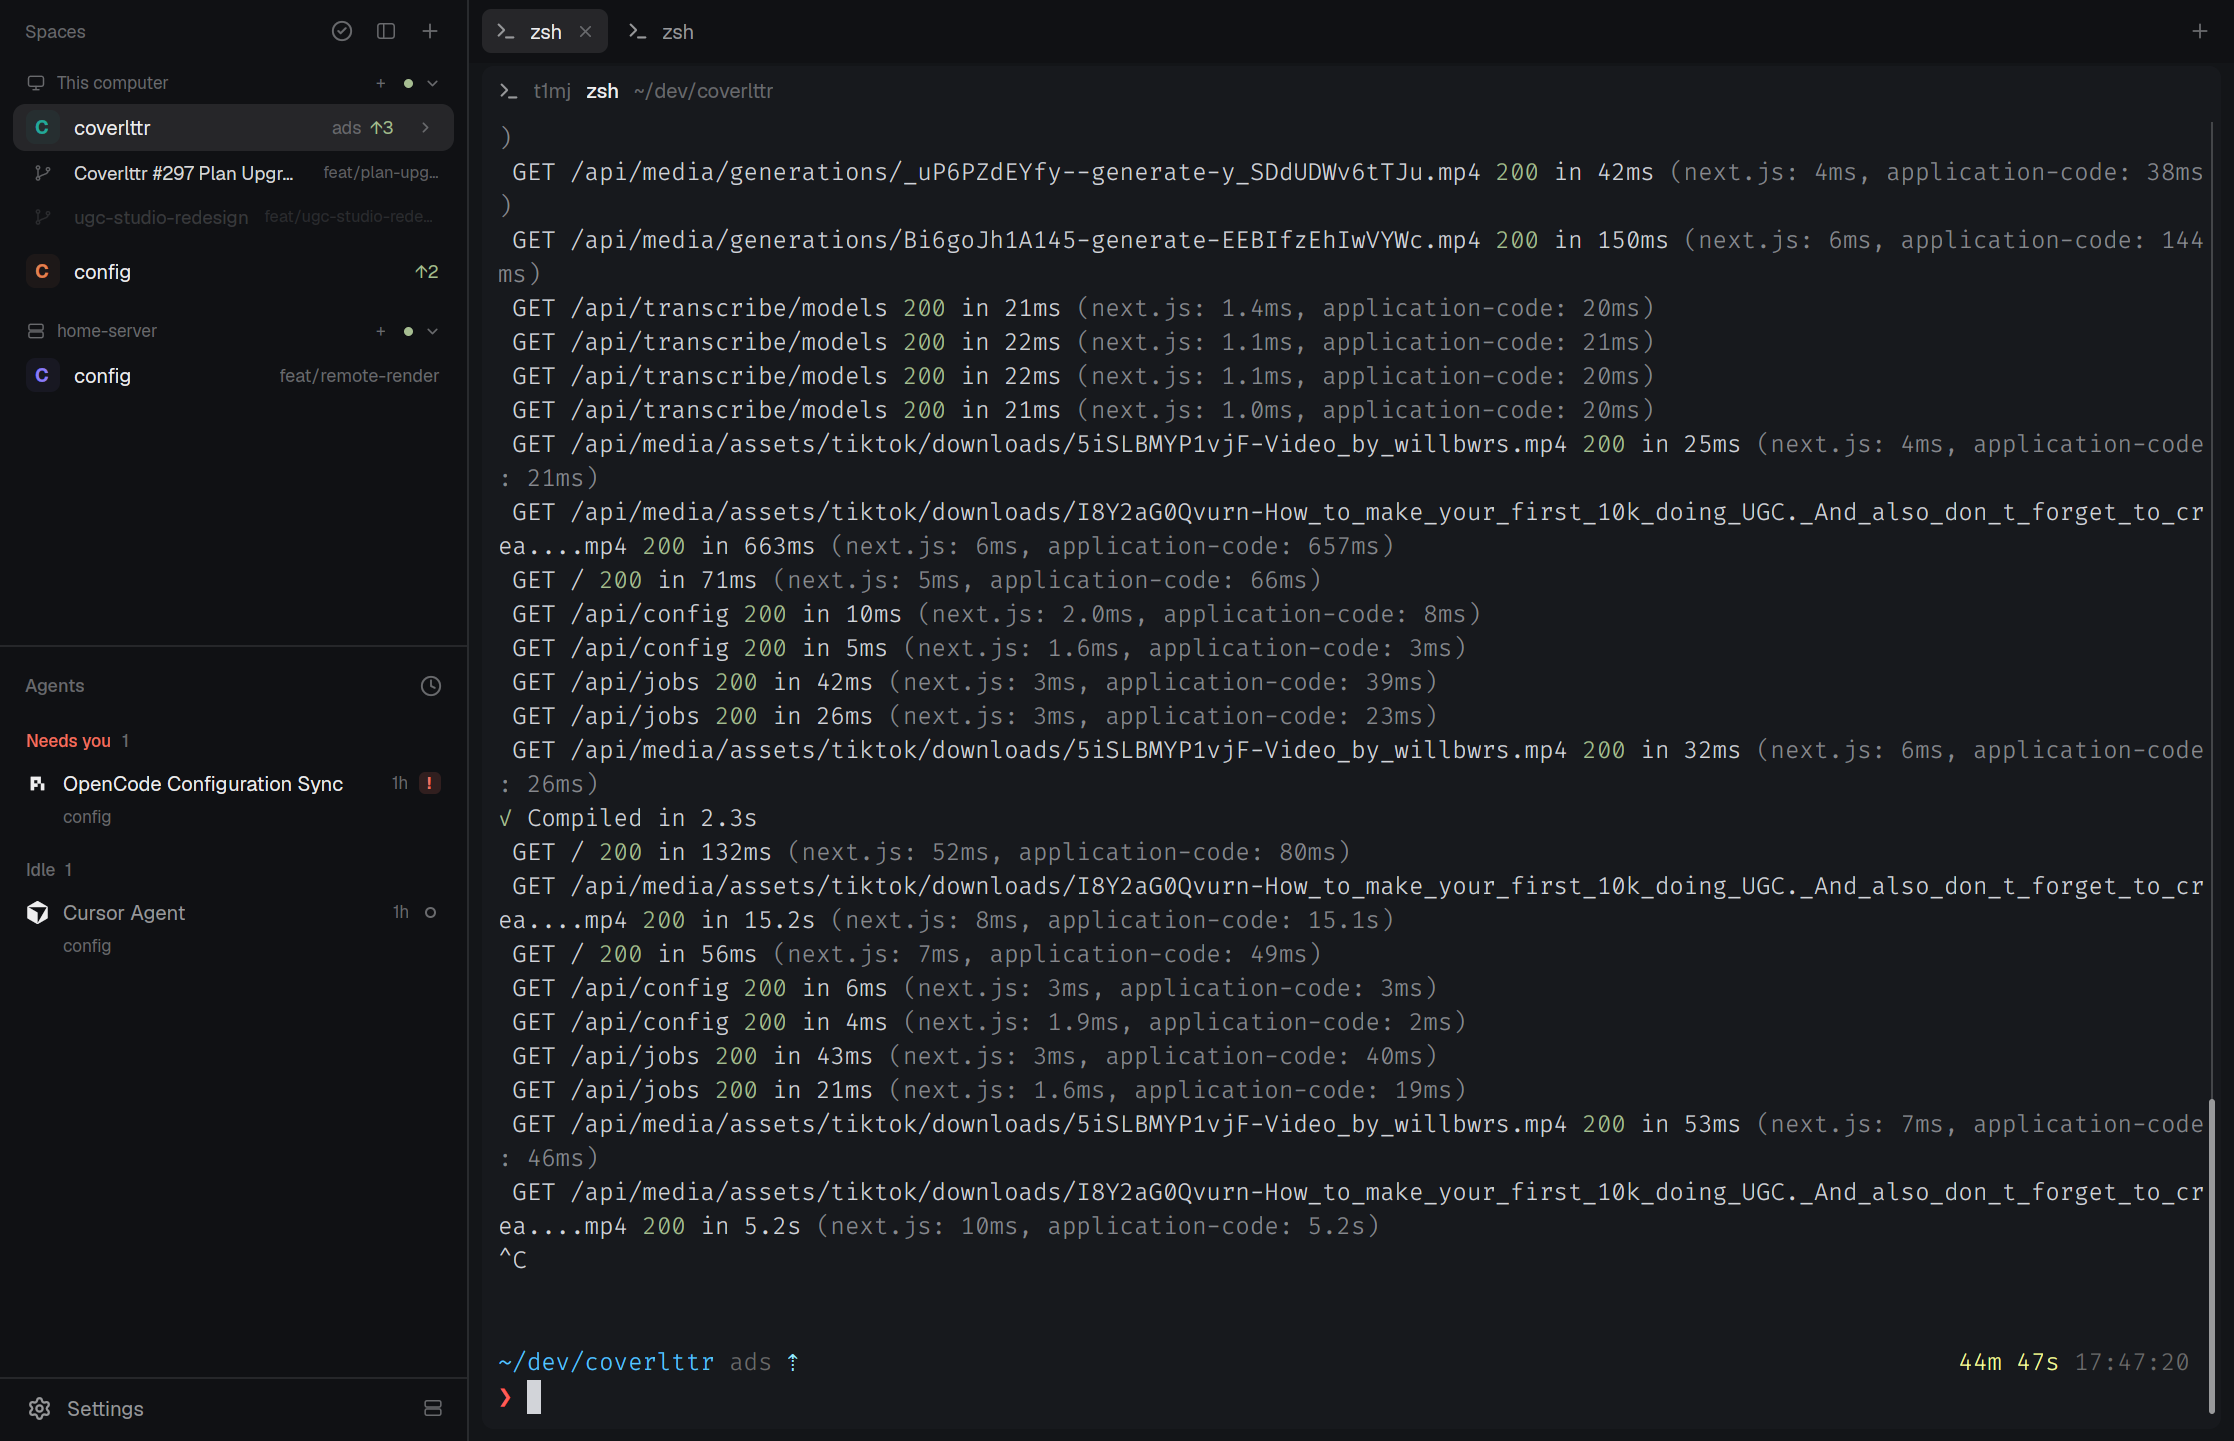 Spaces
This computer
C coverlttr ads ↑3
Coverlttr #297 Plan Upgr... feat/plan-upg...
ugc-studio-redesign feat/ugc-studio-rede...
C config ↑2
home-server
C config feat/remote-render
Agents
Needs you 1
OpenCode Configuration Sync 1h !
config
Idle 1
Cursor Agent 1h
config
Settings
zsh
zsh
t1mj zsh ~/dev/coverlttr
)
GET /api/media/generations/_uP6PZdEYfy--generate-y_SDdUDWv6tTJu.mp4 200 in 42ms (next.js: 4ms, application-code: 38ms
)
GET /api/media/generations/Bi6goJh1A145-generate-EEBIfzEhIwVYWc.mp4 200 in 150ms (next.js: 6ms, application-code: 144
ms)
GET /api/transcribe/models 200 in 21ms (next.js: 1.4ms, application-code: 20ms)
GET /api/transcribe/models 200 in 22ms (next.js: 1.1ms, application-code: 21ms)
GET /api/transcribe/models 200 in 22ms (next.js: 1.1ms, application-code: 20ms)
GET /api/transcribe/models 200 in 21ms (next.js: 1.0ms, application-code: 20ms)
GET /api/media/assets/tiktok/downloads/5iSLBMYP1vjF-Video_by_willbwrs.mp4 200 in 25ms (next.js: 4ms, application-code
: 21ms)
GET /api/media/assets/tiktok/downloads/I8Y2aG0Qvurn-How_to_make_your_first_10k_doing_UGC._And_also_don_t_forget_to_cr
ea....mp4 200 in 663ms (next.js: 6ms, application-code: 657ms)
GET / 200 in 71ms (next.js: 5ms, application-code: 66ms)
GET /api/config 200 in 10ms (next.js: 2.0ms, application-code: 8ms)
GET /api/config 200 in 5ms (next.js: 1.6ms, application-code: 3ms)
GET /api/jobs 200 in 42ms (next.js: 3ms, application-code: 39ms)
GET /api/jobs 200 in 26ms (next.js: 3ms, application-code: 23ms)
GET /api/media/assets/tiktok/downloads/5iSLBMYP1vjF-Video_by_willbwrs.mp4 200 in 32ms (next.js: 6ms, application-code
: 26ms)
√ Compiled in 2.3s
GET / 200 in 132ms (next.js: 52ms, application-code: 80ms)
GET /api/media/assets/tiktok/downloads/I8Y2aG0Qvurn-How_to_make_your_first_10k_doing_UGC._And_also_don_t_forget_to_cr
ea....mp4 200 in 15.2s (next.js: 8ms, application-code: 15.1s)
GET / 200 in 56ms (next.js: 7ms, application-code: 49ms)
GET /api/config 200 in 6ms (next.js: 3ms, application-code: 3ms)
GET /api/config 200 in 4ms (next.js: 1.9ms, application-code: 2ms)
GET /api/jobs 200 in 43ms (next.js: 3ms, application-code: 40ms)
GET /api/jobs 200 in 21ms (next.js: 1.6ms, application-code: 19ms)
GET /api/media/assets/tiktok/downloads/5iSLBMYP1vjF-Video_by_willbwrs.mp4 200 in 53ms (next.js: 7ms, application-code
: 46ms)
GET /api/media/assets/tiktok/downloads/I8Y2aG0Qvurn-How_to_make_your_first_10k_doing_UGC._And_also_don_t_forget_to_cr
ea....mp4 200 in 5.2s (next.js: 10ms, application-code: 5.2s)
^C
~/dev/coverlttr ads ⇡ 44m 47s 17:47:20
❯